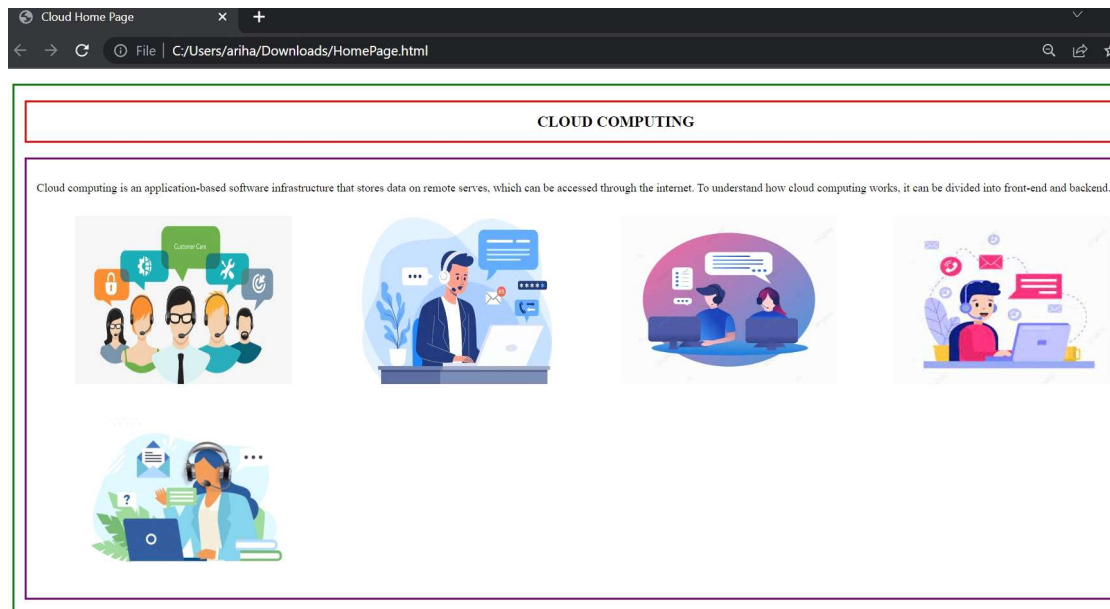 Cloud Home Page
File | C:/Users/ariha/Downloads/HomePage.html
CLOUD COMPUTING
Cloud computing is an application-based software infrastructure that stores data on remote serves, which can be accessed through the internet. To understand how cloud computing works, it can be divided into front-end and backend.
Customer Care
?